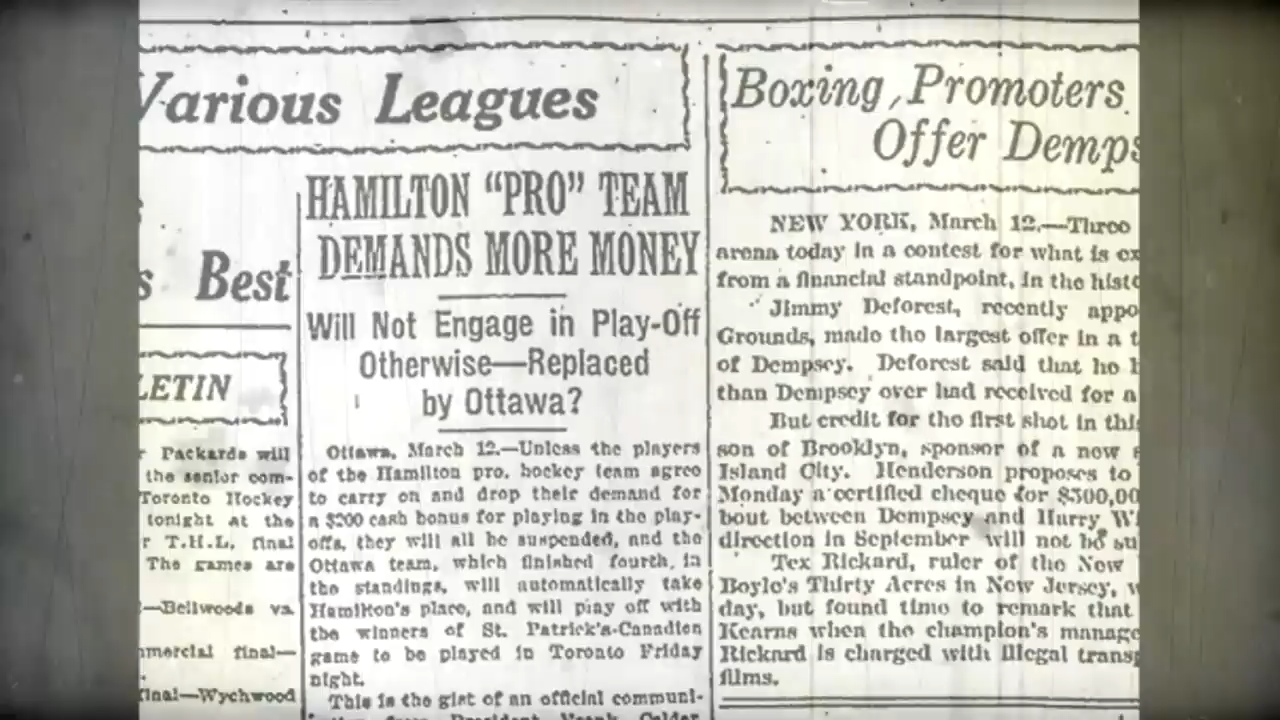 Various Leagues
s Best
LETIN
r Packards will
the senior com-
Toronto Hockey
tonight at the
r T.H.L. final
The games are
—Bellwoods vs.
mmercial final—
final—Wychwood
HAMILTON “PRO” TEAM
DEMANDS MORE MONEY
Will Not Engage in Play-Off
Otherwise—Replaced
by Ottawa?
Ottawa, March 12.—Unless the players
of the Hamilton pro. hockey team agree
to carry on and drop their demand for
a $200 cash bonus for playing in the play-
offs, they will all be suspended, and the
Ottawa team, which finished fourth, in
the standings, will automatically take
Hamilton's place, and will play off with
the winners of St. Patrick's-Canadien
game to be played in Toronto Friday
night.
This is the gist of an official communi-
President Frank Calder
Boxing Promoters
Offer Demps
NEW YORK, March 12.—Three
arena today in a contest for what is ex
from a financial standpoint, in the histo
Jimmy Deforest, recently appo
Grounds, made the largest offer in a t
of Dempsey. Deforest said that he h
than Dempsey ever had received for a
But credit for the first shot in this
son of Brooklyn, sponsor of a new s
Island City. Henderson proposes to
Monday a certified cheque for $300,00
bout between Dempsey and Harry Wi
direction in September will not be su
Tex Rickard, ruler of the New
Boyle's Thirty Acres in New Jersey, w
day, but found time to remark that
Kearns when the champion's manage
Rickard is charged with illegal transp
films.